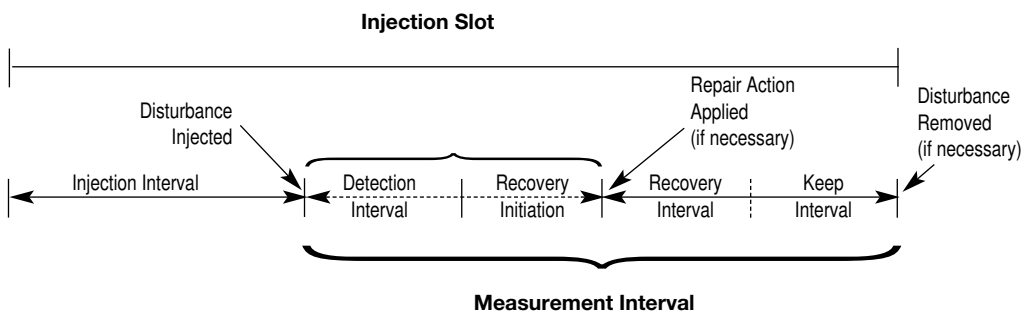 Injection Slot
Disturbance
Injected
Repair Action
Applied
(if necessary)
Disturbance
Removed
(if necessary)
Injection Interval
Detection
Interval
Recovery
Initiation
Recovery
Interval
Keep
Interval
Measurement Interval